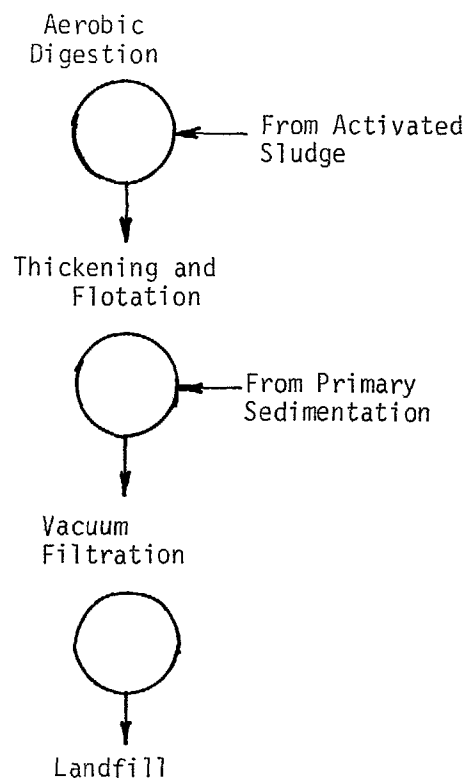 Aerobic
Digestion
From Activated
Sludge
Thickening and
Flotation
From Primary
Sedimentation
Vacuum
Filtration
Landfill